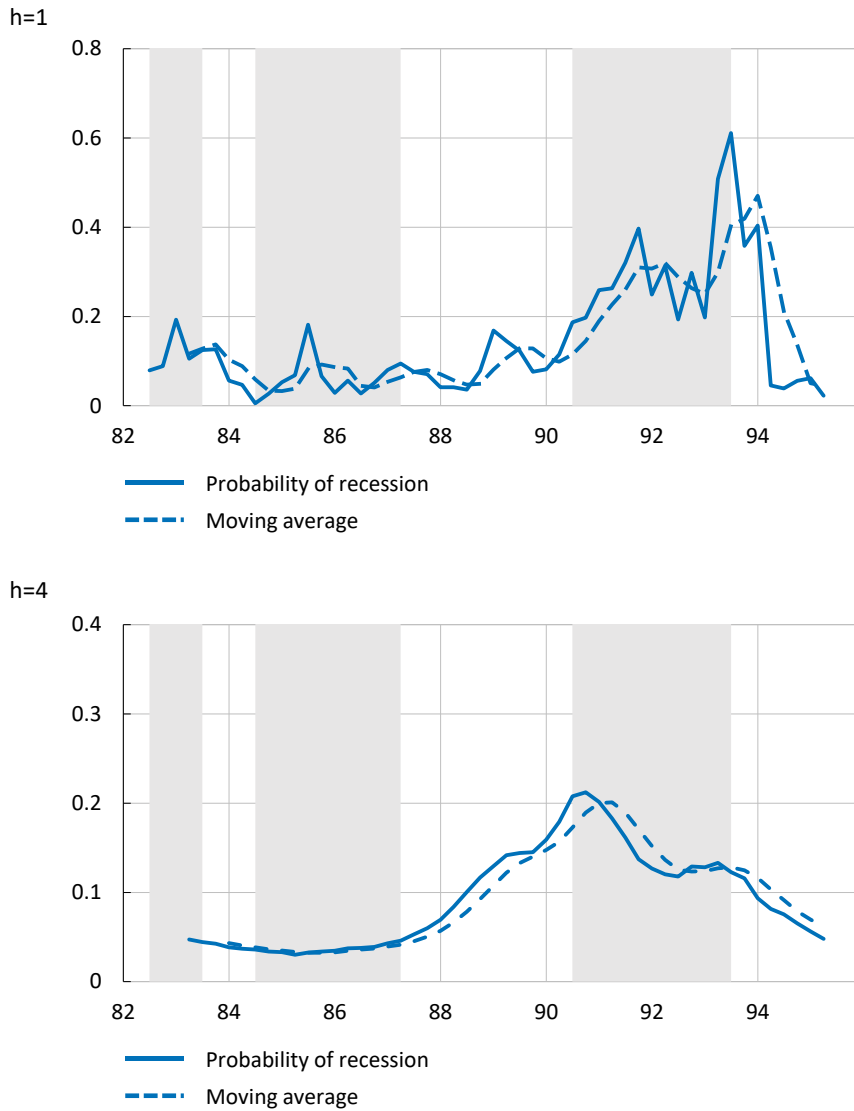 h=1
0.8
0.6
0.4
0.2
0
82 84 86 88 90 92 94
Probability of recession
Moving average
h=4
0.4
0.3
0.2
0.1
0
82 84 86 88 90 92 94
Probability of recession
Moving average